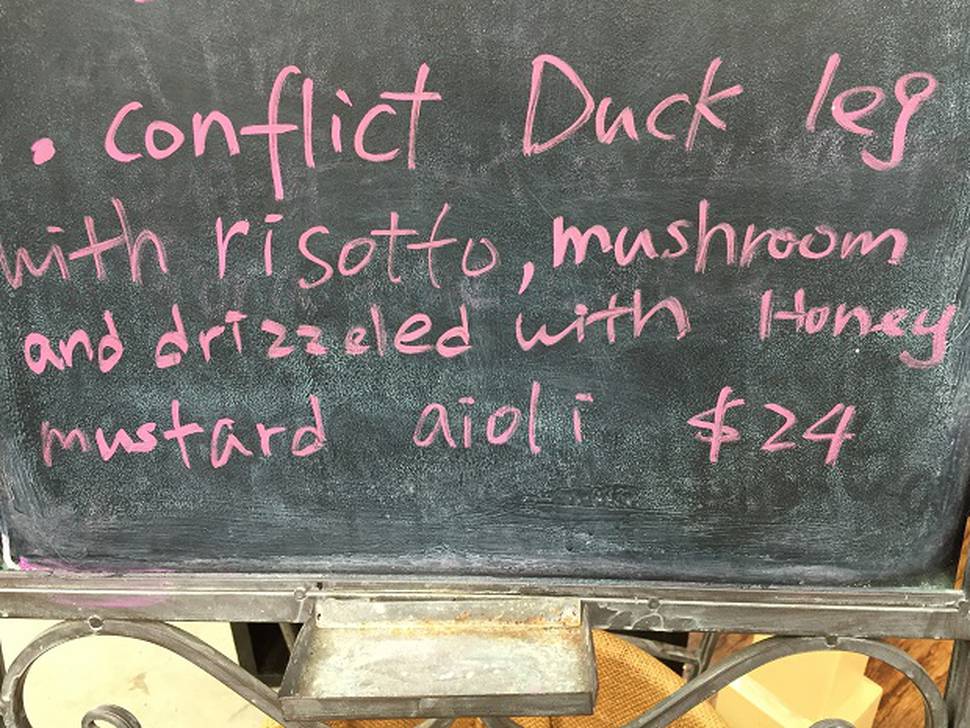 . conflict Duck leg
with risotto, mushroom
and drizzeled with Honey
mustard aioli $24